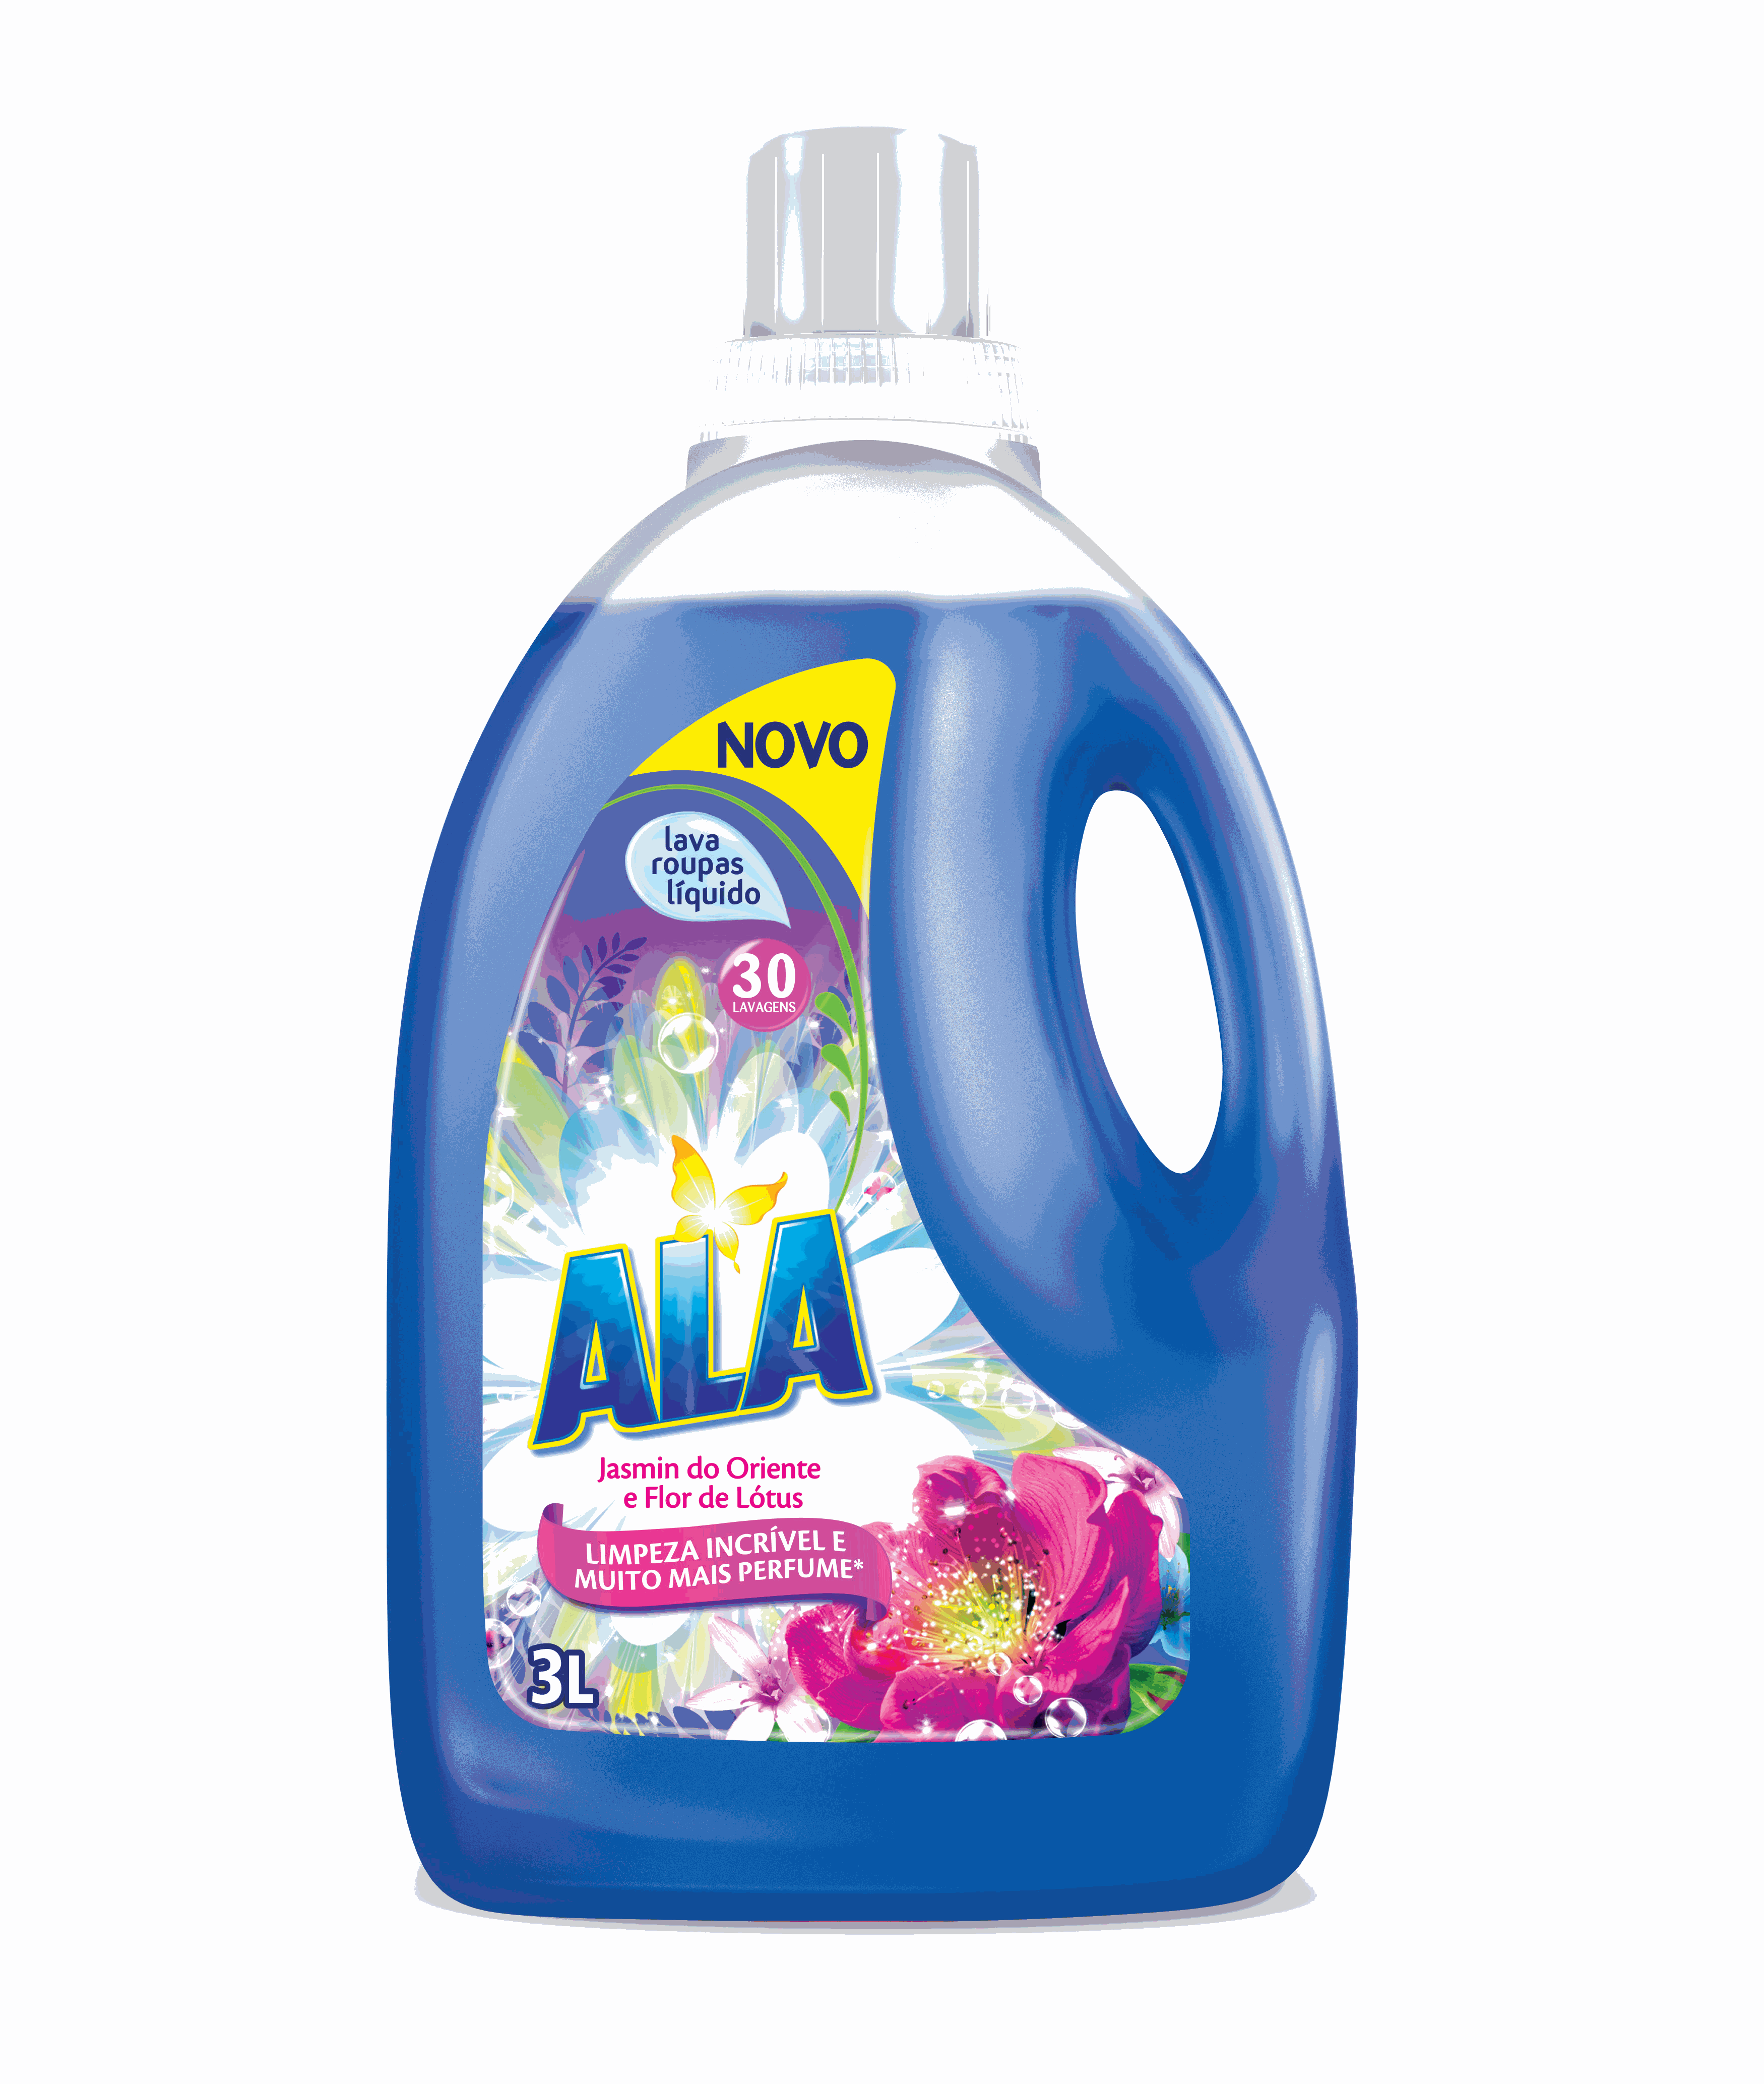 NOVO
lava
roupas
líquido
30
LAVAGENS
ALA
Jasmin do Oriente
e Flor de Lótus
LIMPEZA INCRÍVEL E
MUITO MAIS PERFUME*
3L